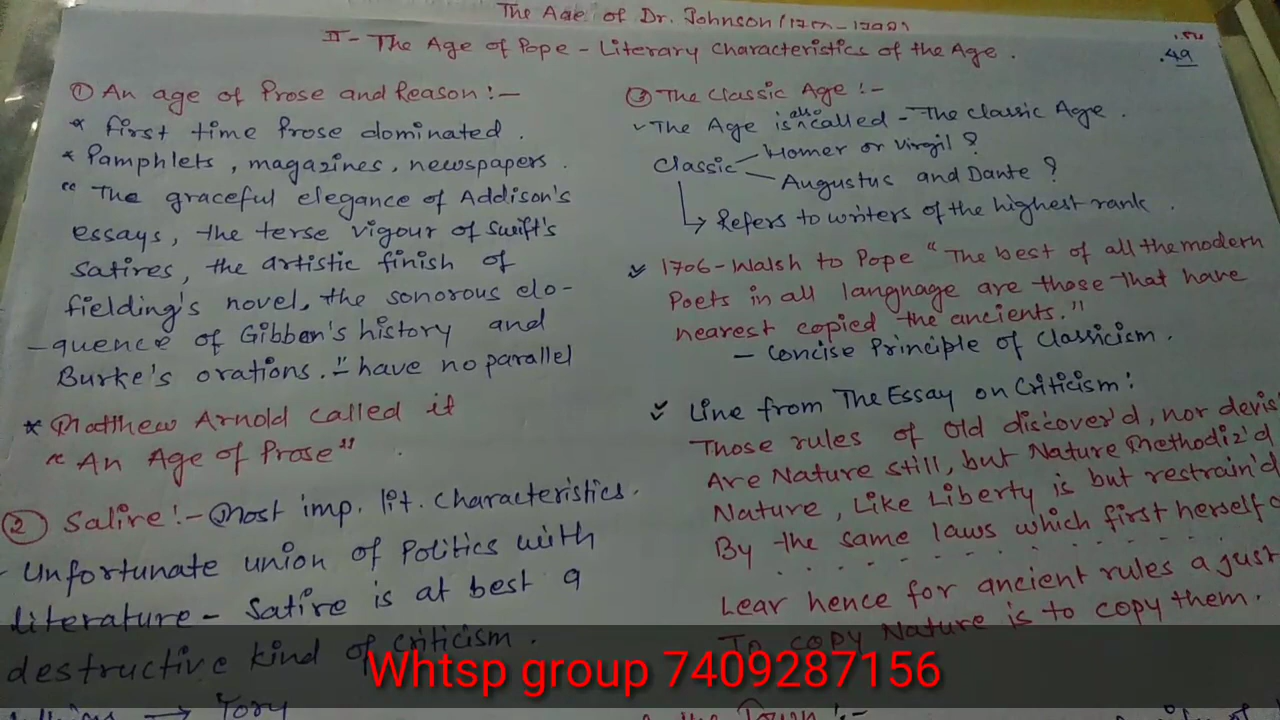 The Age of Dr. Johnson
II - The Age of Pope - Literary Characteristics of the Age.
.49
① An age of Prose and Reason :-
* first time Prose dominated.
* Pamphlets, magazines, newspapers.
" The graceful elegance of Addison's
essays, the terse vigour of Swift's
satires, the artistic finish of
fielding's novel, the sonorous elo-
-quence of Gibbon's history and
Burke's orations." - have no parallel
* Matthew Arnold called it
" An Age of Prose"
② Satire :- Most imp. lit. characteristics.
- Unfortunate union of Politics with
literature - Satire is at best a
destructive kind of criticism.
→ Tory
③ The Classic Age :-
✓ The Age is also called - The Classic Age.
Classic - Homer or Virgil ?
- Augustus and Dante ?
↳ Refers to writers of the highest rank.
✓ 1706 - Walsh to Pope " The best of all the modern
Poets in all language are those that have
nearest copied the ancients."
- Concise Principle of Classicism.
✓ Line from The Essay on Criticism :
Those rules of old discover'd, nor devis
Are Nature still, but Nature Methodiz'd
Nature, Like Liberty is but restrain'd
By the same laws which first herself
. . . . . . . . . . . .
Lear hence for ancient rules a just
To copy Nature is to copy them.
Whtsp group 7409287156